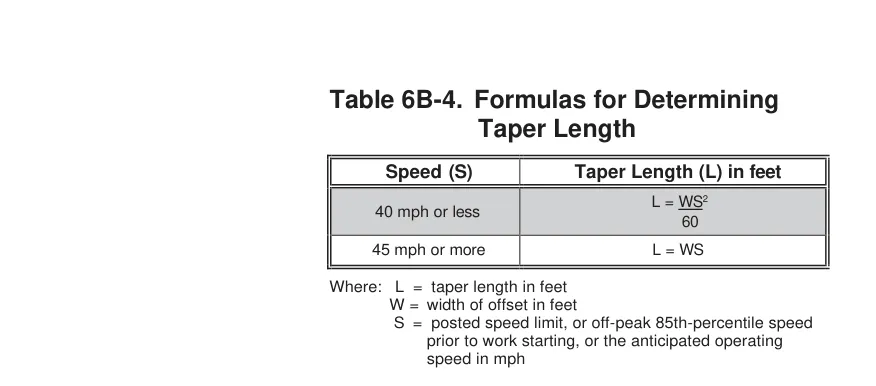 Table 6B-4. Formulas for Determining
Taper Length
Speed (S) Taper Length (L) in feet
40 mph or less L = WS²
60
45 mph or more L = WS
Where: L = taper length in feet
W = width of offset in feet
S = posted speed limit, or off-peak 85th-percentile speed
prior to work starting, or the anticipated operating
speed in mph